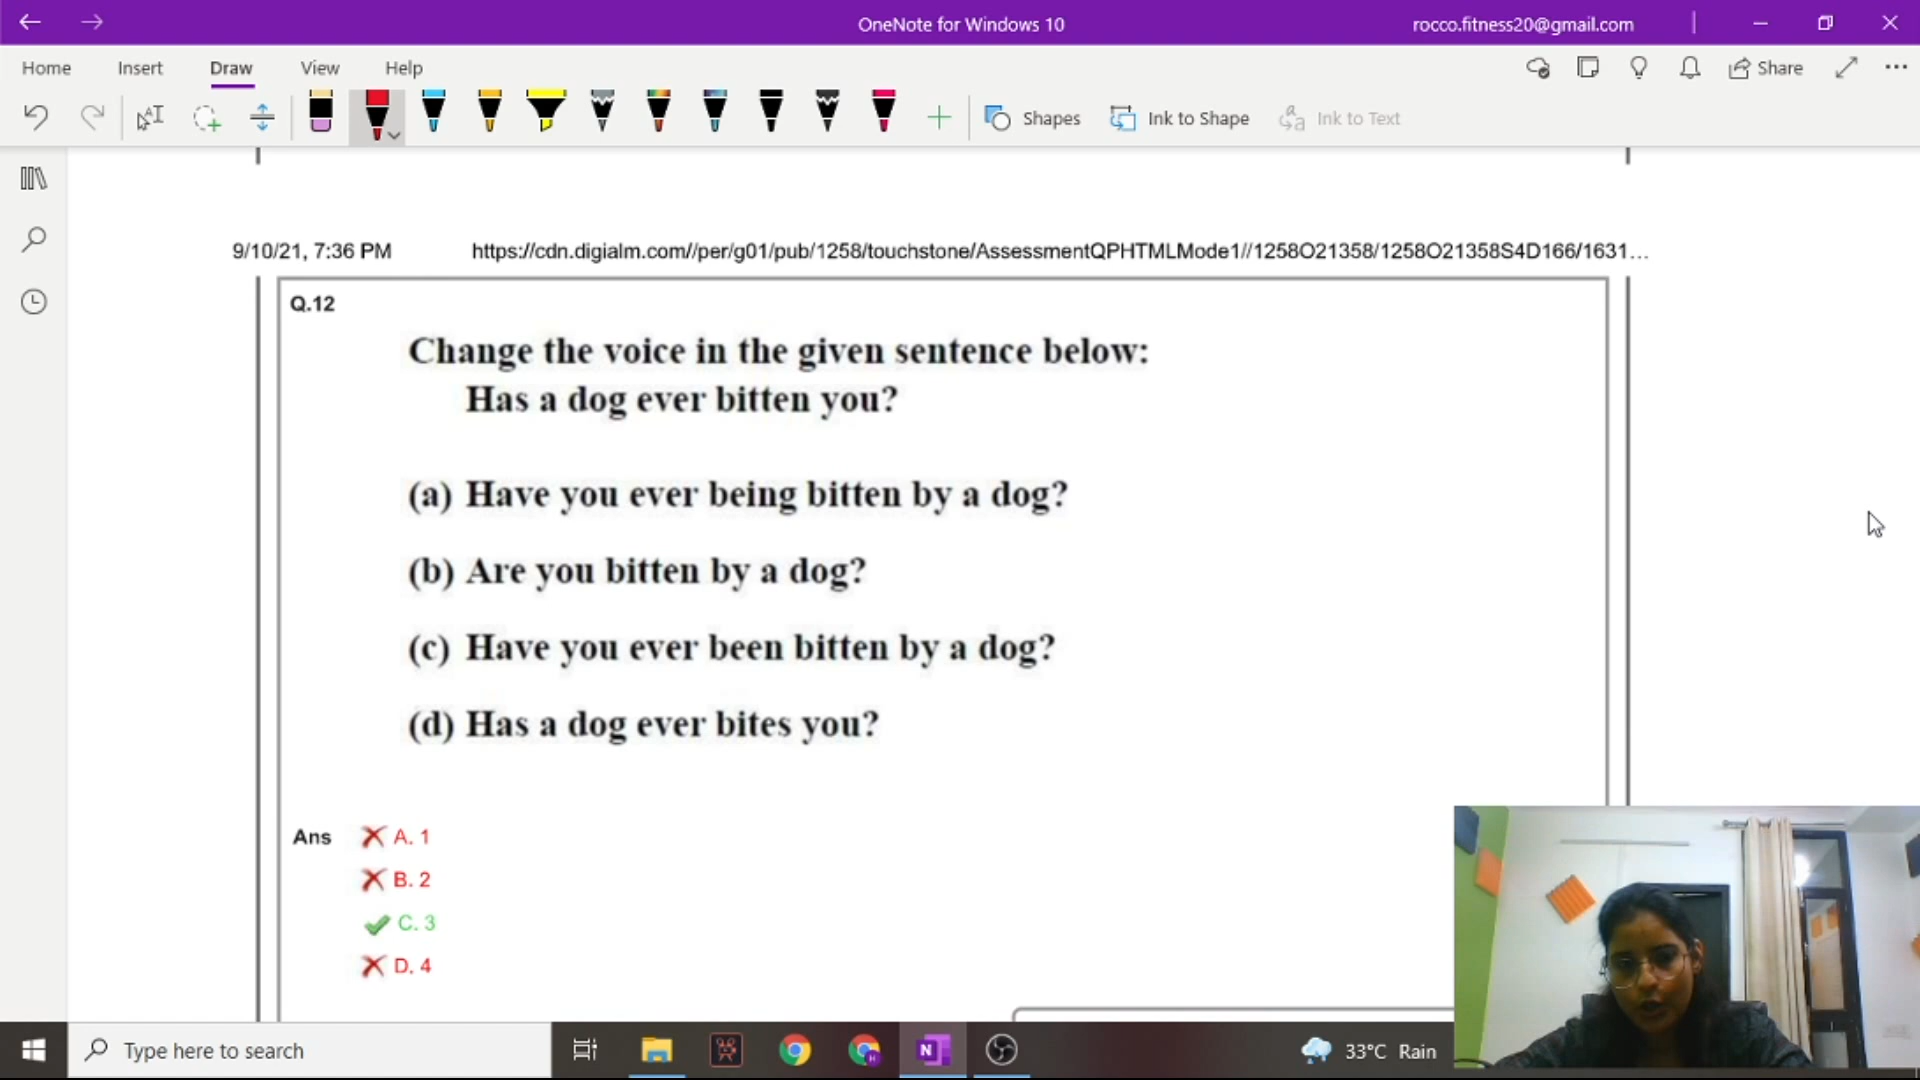 OneNote for Windows 10
rocco.fitness20@gmail.com
Home Insert Draw View Help
Share
Shapes Ink to Shape Ink to Text
9/10/21, 7:36 PM https://cdn.digialm.com//per/g01/pub/1258/touchstone/AssessmentQPHTMLMode1//1258O21358/1258O21358S4D166/1631...
Q.12
Change the voice in the given sentence below:
Has a dog ever bitten you?
(a) Have you ever being bitten by a dog?
(b) Are you bitten by a dog?
(c) Have you ever been bitten by a dog?
(d) Has a dog ever bites you?
Ans A. 1
B. 2
C. 3
D. 4
Type here to search
33°C Rain